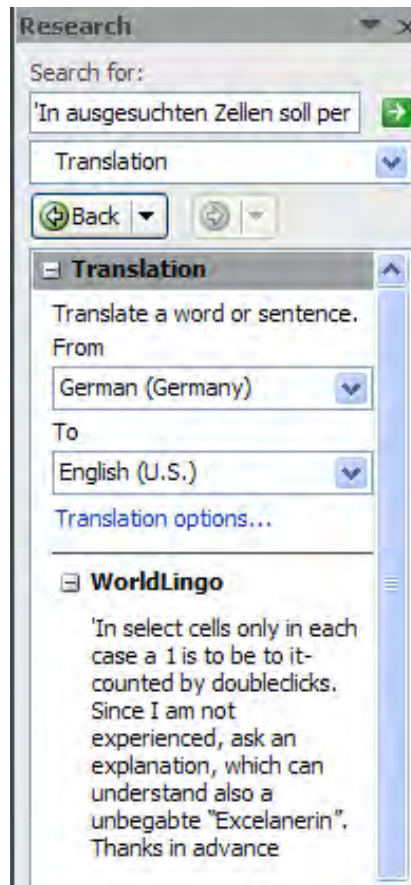 Research
Search for:
'In ausgesuchten Zellen soll per
Translation
Back
Translation
Translate a word or sentence.
From
German (Germany)
To
English (U.S.)
Translation options...
WorldLingo
'In select cells only in each
case a 1 is to be to it-
counted by doubleclicks.
Since I am not
experienced, ask an
explanation, which can
understand also a
unbegabte "Excelanerin".
Thanks in advance